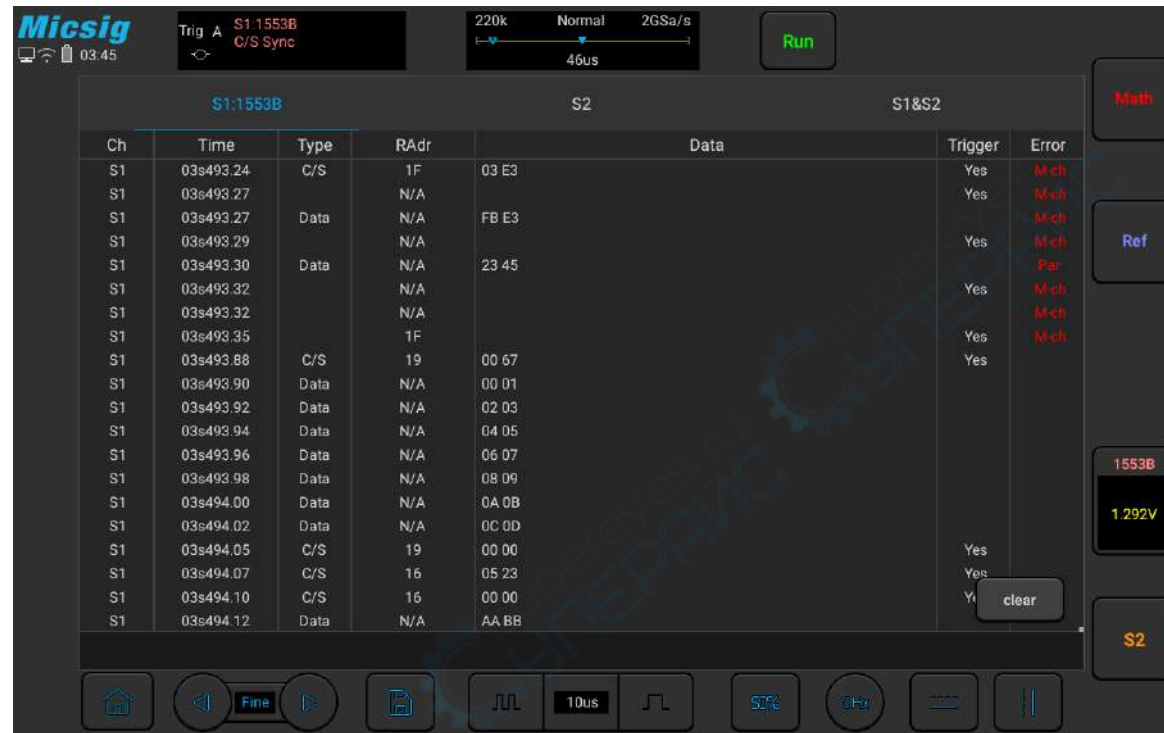 Micsig
03:45
Trig A S1:1553B
C/S Sync
220k Normal 2GSa/s
46us
Run
Math
S1:1553B S2 S1&S2
Ch Time Type RAdr Data Trigger Error
S1 03s493.24 C/S 1F 03 E3 Yes M-ch
S1 03s493.27 N/A Yes M-ch
S1 03s493.27 Data N/A FB E3 M-ch
S1 03s493.29 N/A Yes M-ch
Ref
S1 03s493.30 Data N/A 23 45 Par
S1 03s493.32 N/A Yes M-ch
S1 03s493.32 N/A M-ch
S1 03s493.35 1F Yes M-ch
S1 03s493.88 C/S 19 00 67 Yes
S1 03s493.90 Data N/A 00 01
S1 03s493.92 Data N/A 02 03
S1 03s493.94 Data N/A 04 05
S1 03s493.96 Data N/A 06 07
1553B
S1 03s493.98 Data N/A 08 09
S1 03s494.00 Data N/A 0A 0B
1.292V
S1 03s494.02 Data N/A 0C 0D
S1 03s494.05 C/S 19 00 00 Yes
S1 03s494.07 C/S 16 05 23 Yes
S1 03s494.10 C/S 16 00 00
clear
S1 03s494.12 Data N/A AA BB
S2
Fine
10us
50%
CHx
supereyes.ru
СУПЕРАЙС